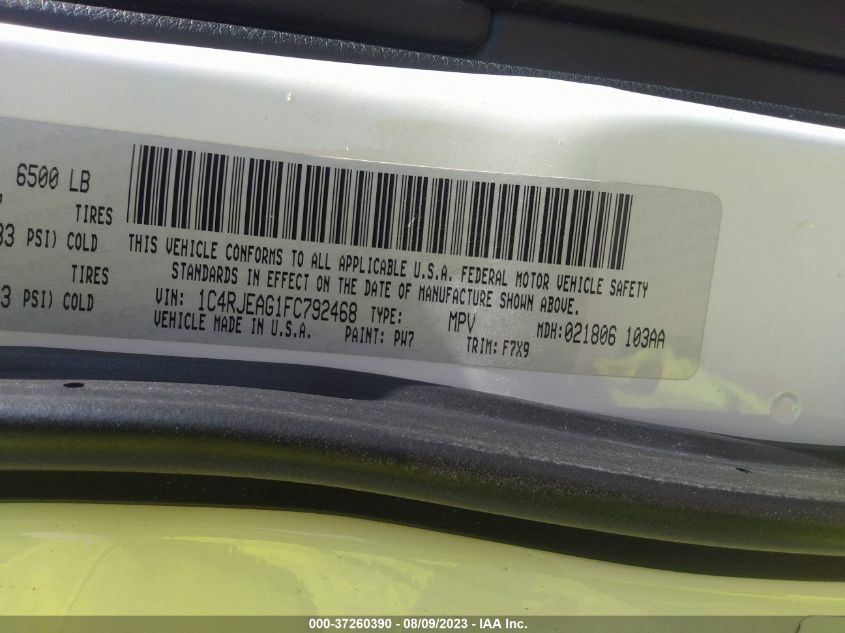 6500 LB
TIRES
33 PSI) COLD
TIRES
3 PSI) COLD
THIS VEHICLE CONFORMS TO ALL APPLICABLE U.S.A. FEDERAL MOTOR VEHICLE SAFETY
STANDARDS IN EFFECT ON THE DATE OF MANUFACTURE SHOWN ABOVE.
VIN: 1C4RJEAG1FC792468 TYPE: MPV MDH:021806 103AA
VEHICLE MADE IN U.S.A. PAINT: PW7 TRIM: F7X9
000-37260390 - 08/09/2023 - IAA Inc.